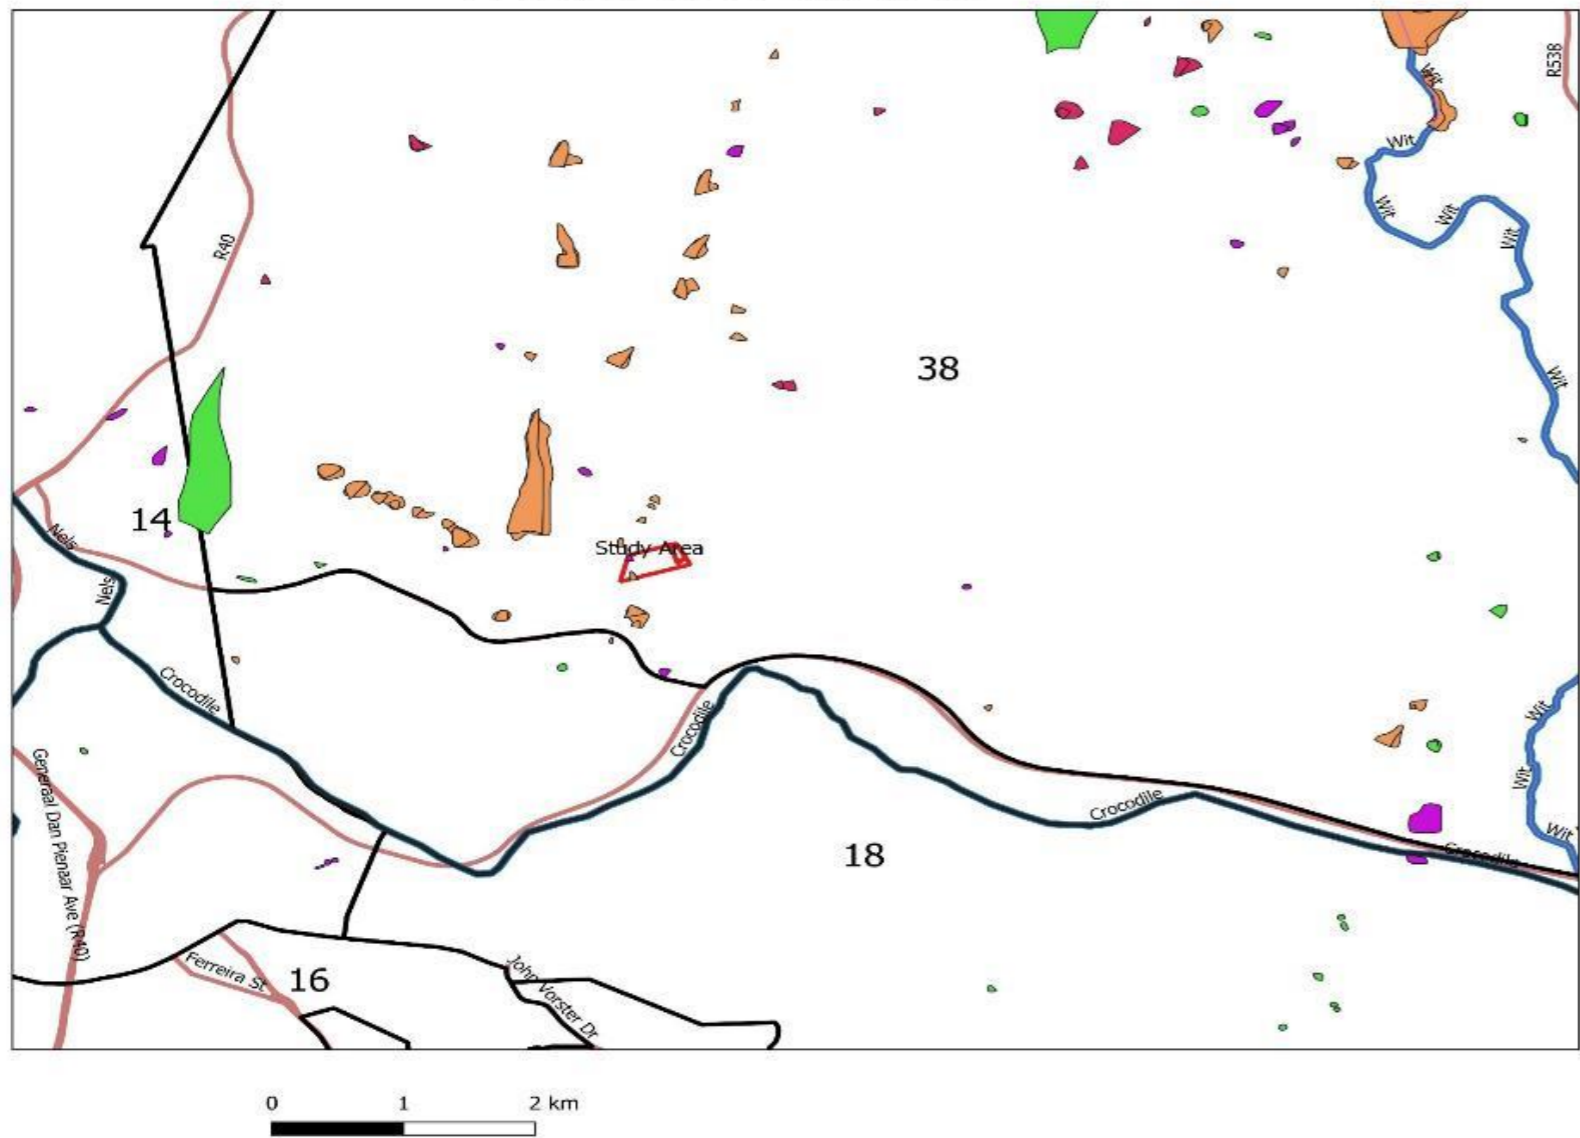 R538
Wit
Wit
Wit
Wit
Wit
R40
38
Wit
14
Nels
Study Area
Nels
Crocodile
Crocodile
Wit
Generaal Dan Pienaar Ave (R40)
Wit
Crocodile
Wit
Crocodile
18
Ferreira St
16
John Vorster Dr
0 1 2 km